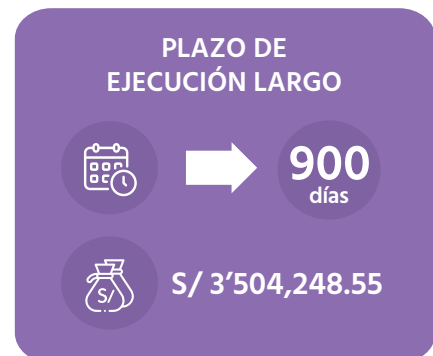 PLAZO DE
EJECUCIÓN LARGO
900
días
S/
S/ 3’504,248.55